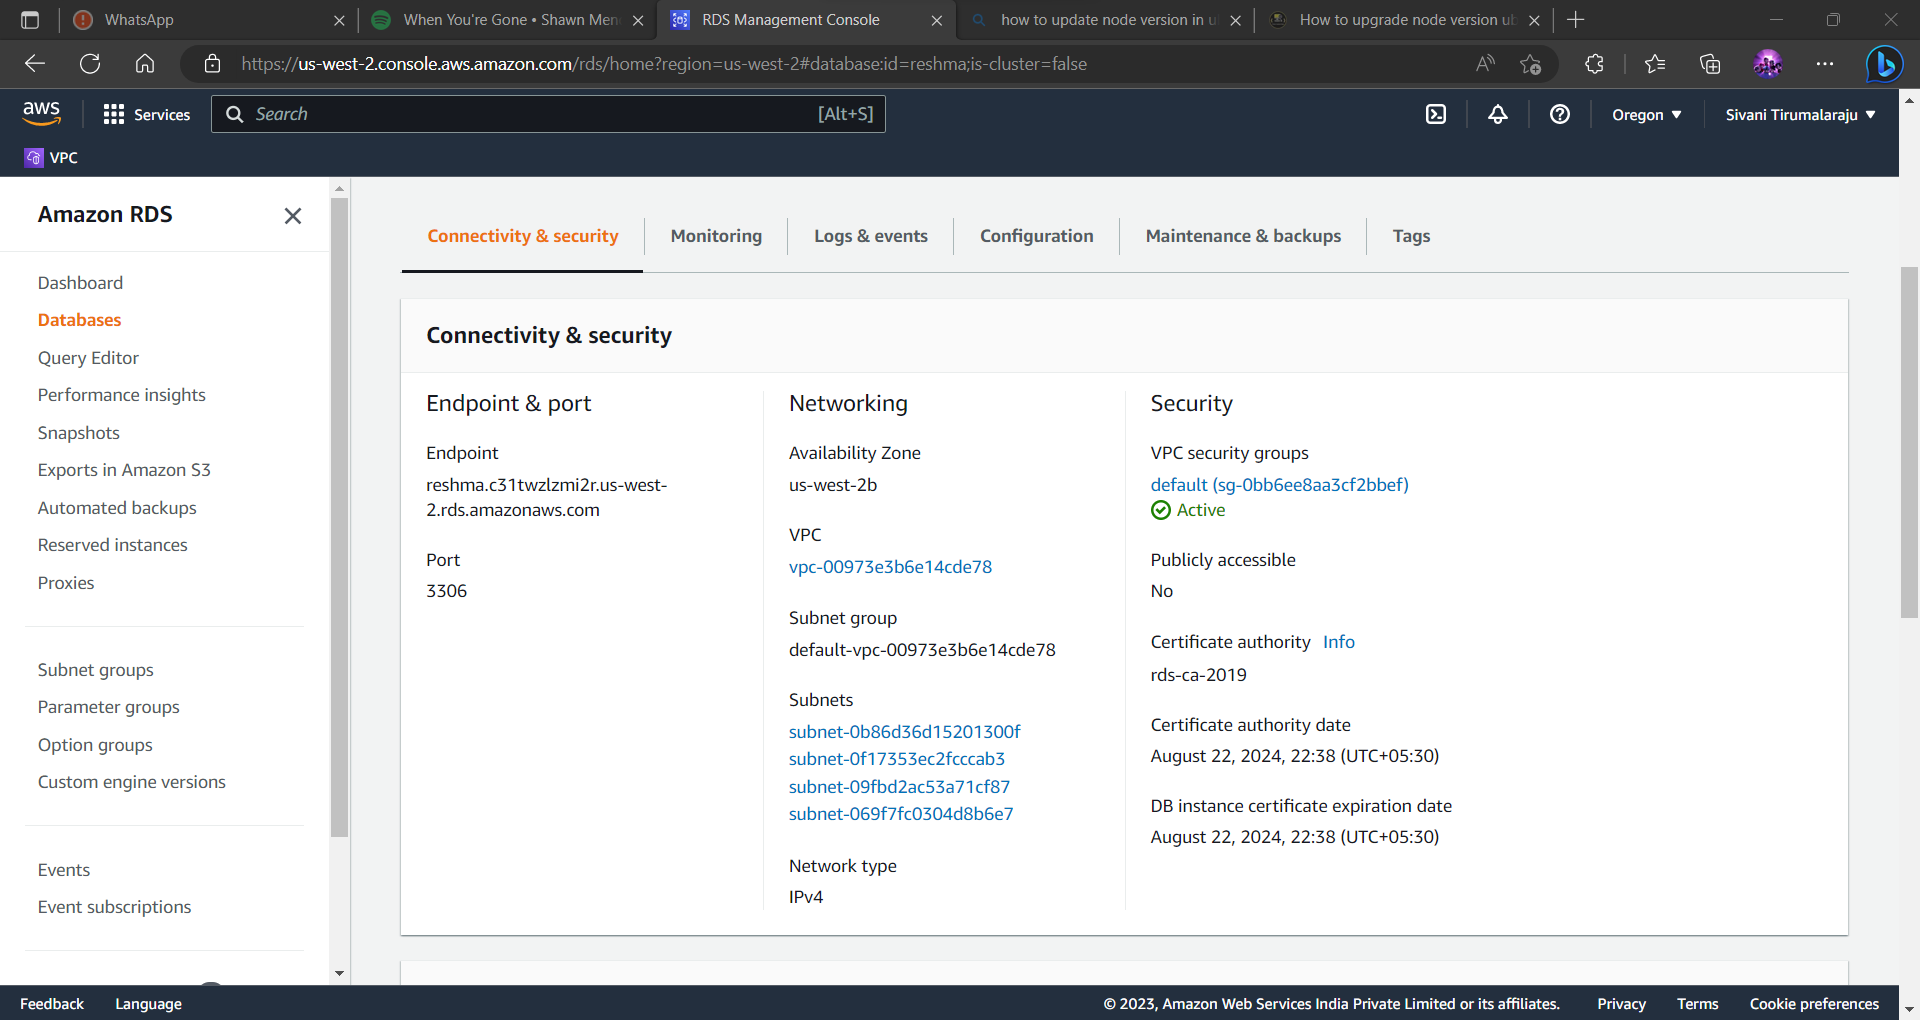 WhatsApp
When You're Gone • Shawn Men
RDS Management Console
how to update node version in u
How to upgrade node version ub
https://us-west-2.console.aws.amazon.com/rds/home?region=us-west-2#database:id=reshma;is-cluster=false
aws
Services
Search
[Alt+S]
Oregon
Sivani Tirumalaraju
VPC
Amazon RDS
Dashboard
Databases
Query Editor
Performance insights
Snapshots
Exports in Amazon S3
Automated backups
Reserved instances
Proxies
Subnet groups
Parameter groups
Option groups
Custom engine versions
Events
Event subscriptions
Connectivity & security
Monitoring
Logs & events
Configuration
Maintenance & backups
Tags
Connectivity & security
Endpoint & port
Endpoint
reshma.c31twzlzmi2r.us-west-
2.rds.amazonaws.com
Port
3306
Networking
Availability Zone
us-west-2b
VPC
vpc-00973e3b6e14cde78
Subnet group
default-vpc-00973e3b6e14cde78
Subnets
subnet-0b86d36d15201300f
subnet-0f17353ec2fcccab3
subnet-09fbd2ac53a71cf87
subnet-069f7fc0304d8b6e7
Network type
IPv4
Security
VPC security groups
default (sg-0bb6ee8aa3cf2bbef)
Active
Publicly accessible
No
Certificate authority Info
rds-ca-2019
Certificate authority date
August 22, 2024, 22:38 (UTC+05:30)
DB instance certificate expiration date
August 22, 2024, 22:38 (UTC+05:30)
Feedback
Language
© 2023, Amazon Web Services India Private Limited or its affiliates.
Privacy
Terms
Cookie preferences